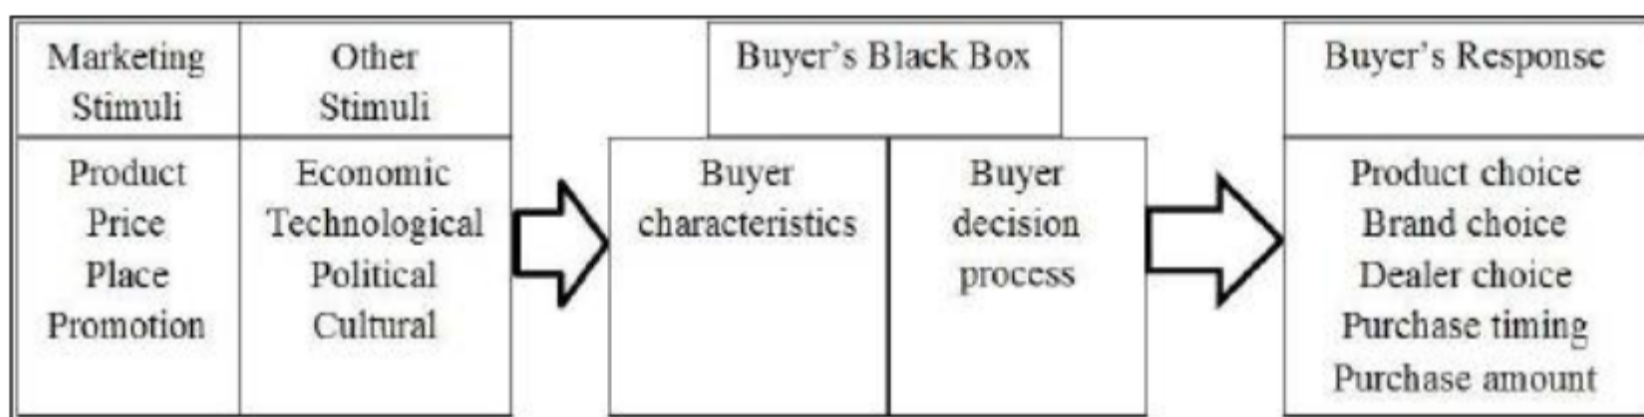 Marketing
Stimuli
Other
Stimuli
Buyer's Black Box
Buyer's Response
Product
Price
Place
Promotion
Economic
Technological
Political
Cultural
Buyer
characteristics
Buyer
decision
process
Product choice
Brand choice
Dealer choice
Purchase timing
Purchase amount